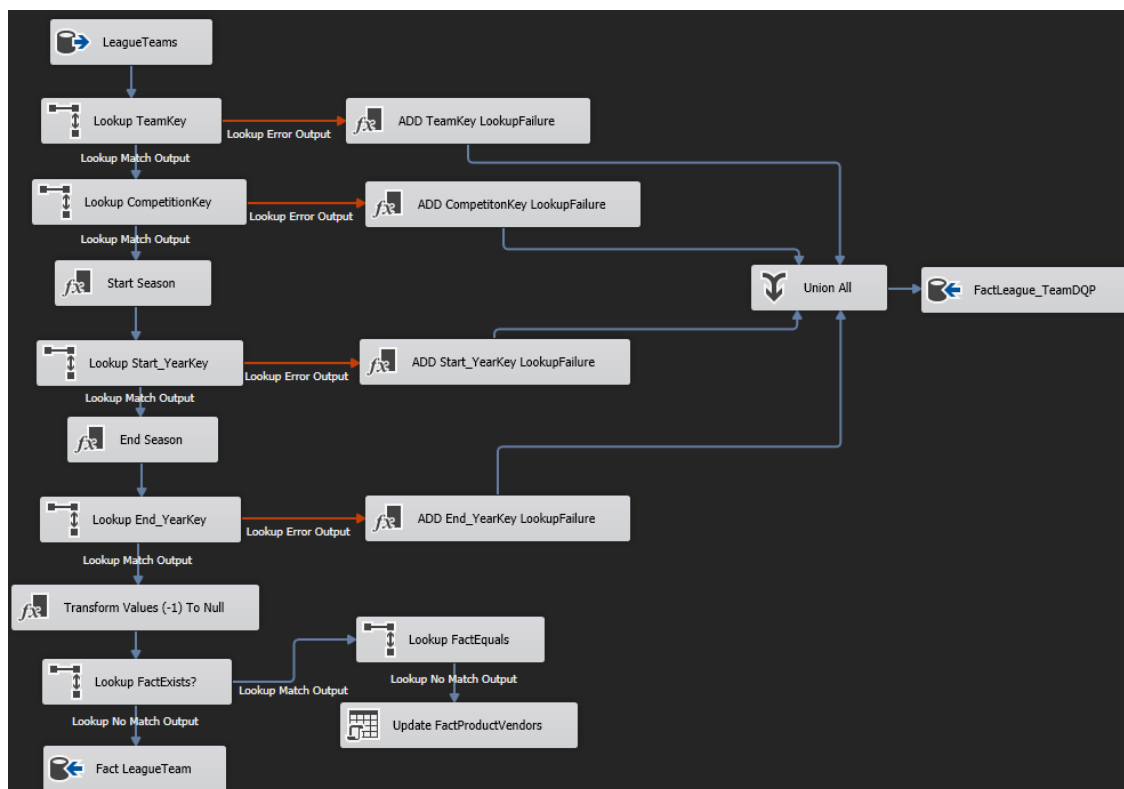 LeagueTeams
Lookup TeamKey
Lookup Error Output
ADD TeamKey LookupFailure
Lookup Match Output
Lookup CompetitionKey
Lookup Error Output
ADD CompetitonKey LookupFailure
Lookup Match Output
Start Season
Union All
FactLeague_TeamDQP
Lookup Start_YearKey
Lookup Error Output
ADD Start_YearKey LookupFailure
Lookup Match Output
End Season
Lookup End_YearKey
Lookup Error Output
ADD End_YearKey LookupFailure
Lookup Match Output
Transform Values (-1) To Null
Lookup FactExists?
Lookup Match Output
Lookup FactEquals
Lookup No Match Output
Update FactProductVendors
Lookup No Match Output
Fact LeagueTeam